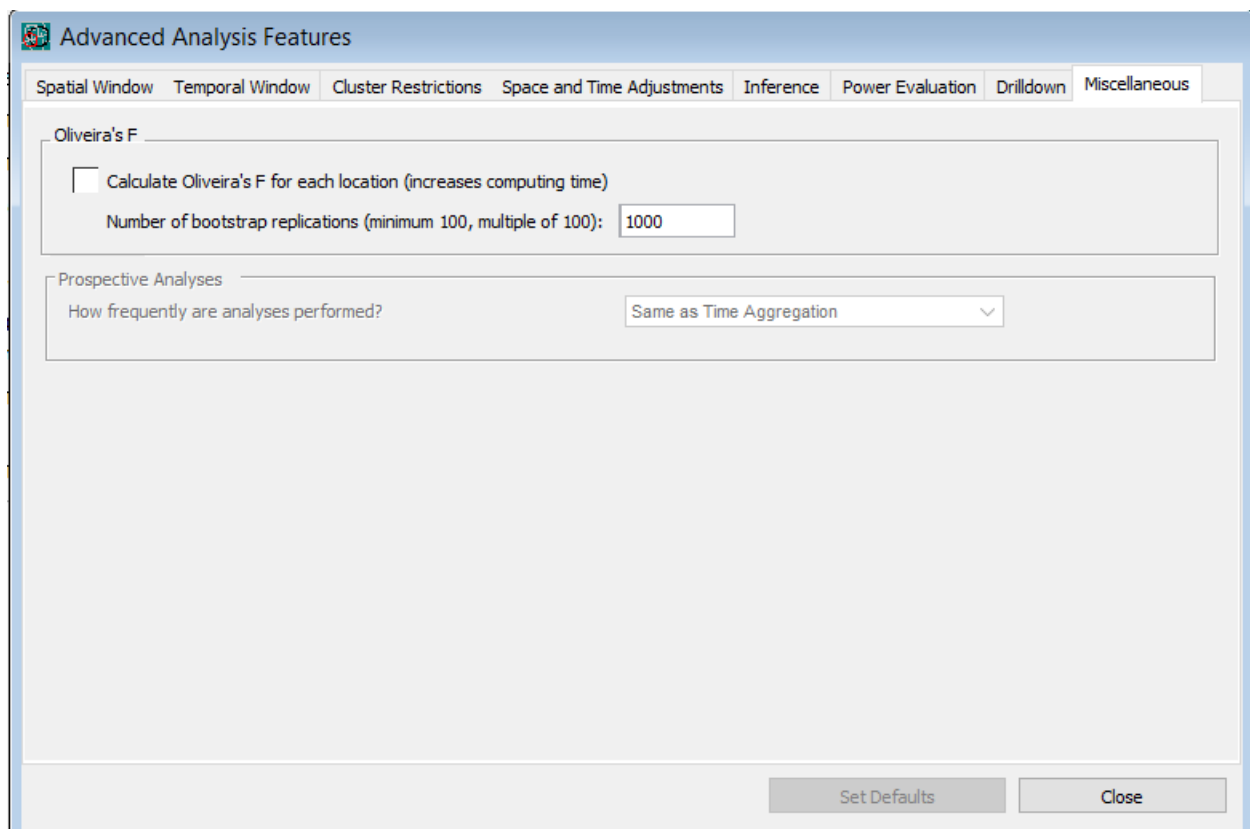 Advanced Analysis Features
Spatial Window Temporal Window Cluster Restrictions Space and Time Adjustments Inference Power Evaluation Drilldown Miscellaneous
Oliveira's F
Calculate Oliveira's F for each location (increases computing time)
Number of bootstrap replications (minimum 100, multiple of 100): 1000
Prospective Analyses
How frequently are analyses performed? Same as Time Aggregation
Set Defaults Close